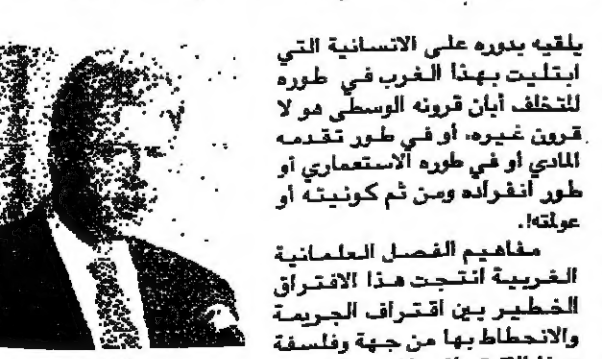 يلقيه بدوره على الانسانية التي
ابتليت بهذا الغرب في طوره
للتخلف أبان قرونه الوسطى هو لا
قرون غيره، أو في طور تقدمه
المادي أو في طوره الاستعماري أو
طور انفراده ومن ثم كونيته أو
عولمته!.
مفاهيم الفصل العلمانية
الغربية انتجت هذا الافتراق
الخطير بين اقتراف الجريمة
والانحطاط بها من جهة وفلسفة